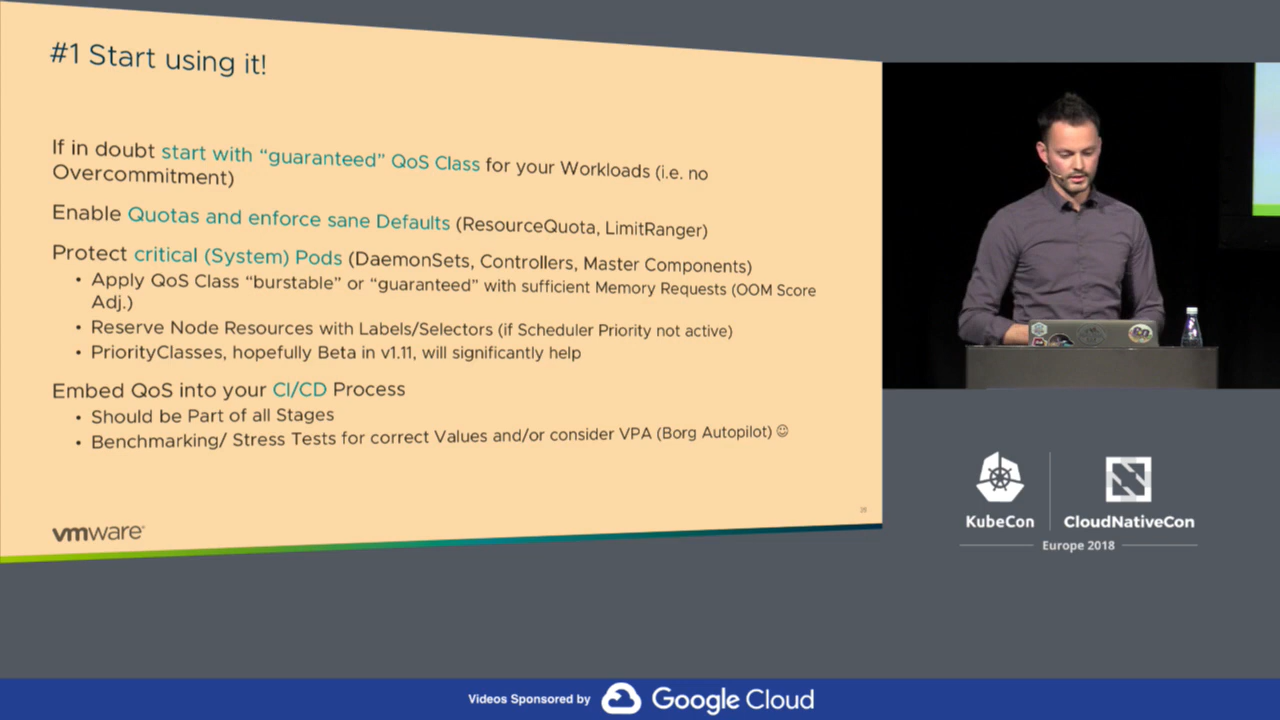 #1 Start using it!
If in doubt start with “guaranteed” QoS Class for your Workloads (i.e. no
Overcommitment)
Enable Quotas and enforce sane Defaults (ResourceQuota, LimitRanger)
Protect critical (System) Pods (DaemonSets, Controllers, Master Components)
• Apply QoS Class “burstable” or “guaranteed” with sufficient Memory Requests (OOM Score
Adj.)
• Reserve Node Resources with Labels/Selectors (if Scheduler Priority not active)
• PriorityClasses, hopefully Beta in v1.11, will significantly help
Embed QoS into your CI/CD Process
• Should be Part of all Stages
• Benchmarking/ Stress Tests for correct Values and/or consider VPA (Borg Autopilot) ☺
vmware
KubeCon
CloudNativeCon
Europe 2018
Videos Sponsored by Google Cloud